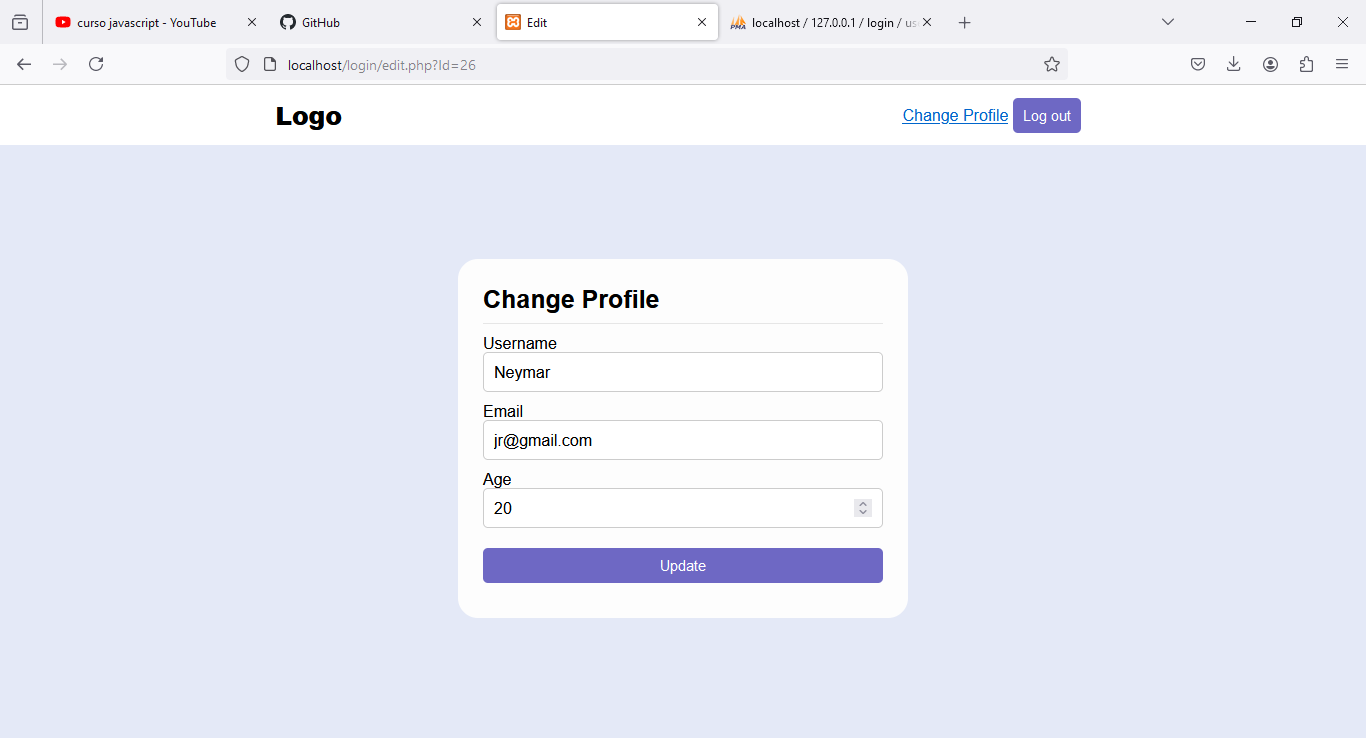 curso javascript - YouTube
GitHub
Edit
PMA localhost / 127.0.0.1 / login / us
localhost/login/edit.php?Id=26
Logo
Change Profile Log out
Change Profile
Username
Neymar
Email
jr@gmail.com
Age
20
Update